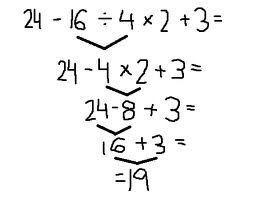 24 - 16 ÷ 4 × 2 + 3 =
24 - 4 × 2 + 3 =
24 - 8 + 3 =
16 + 3 =
= 19